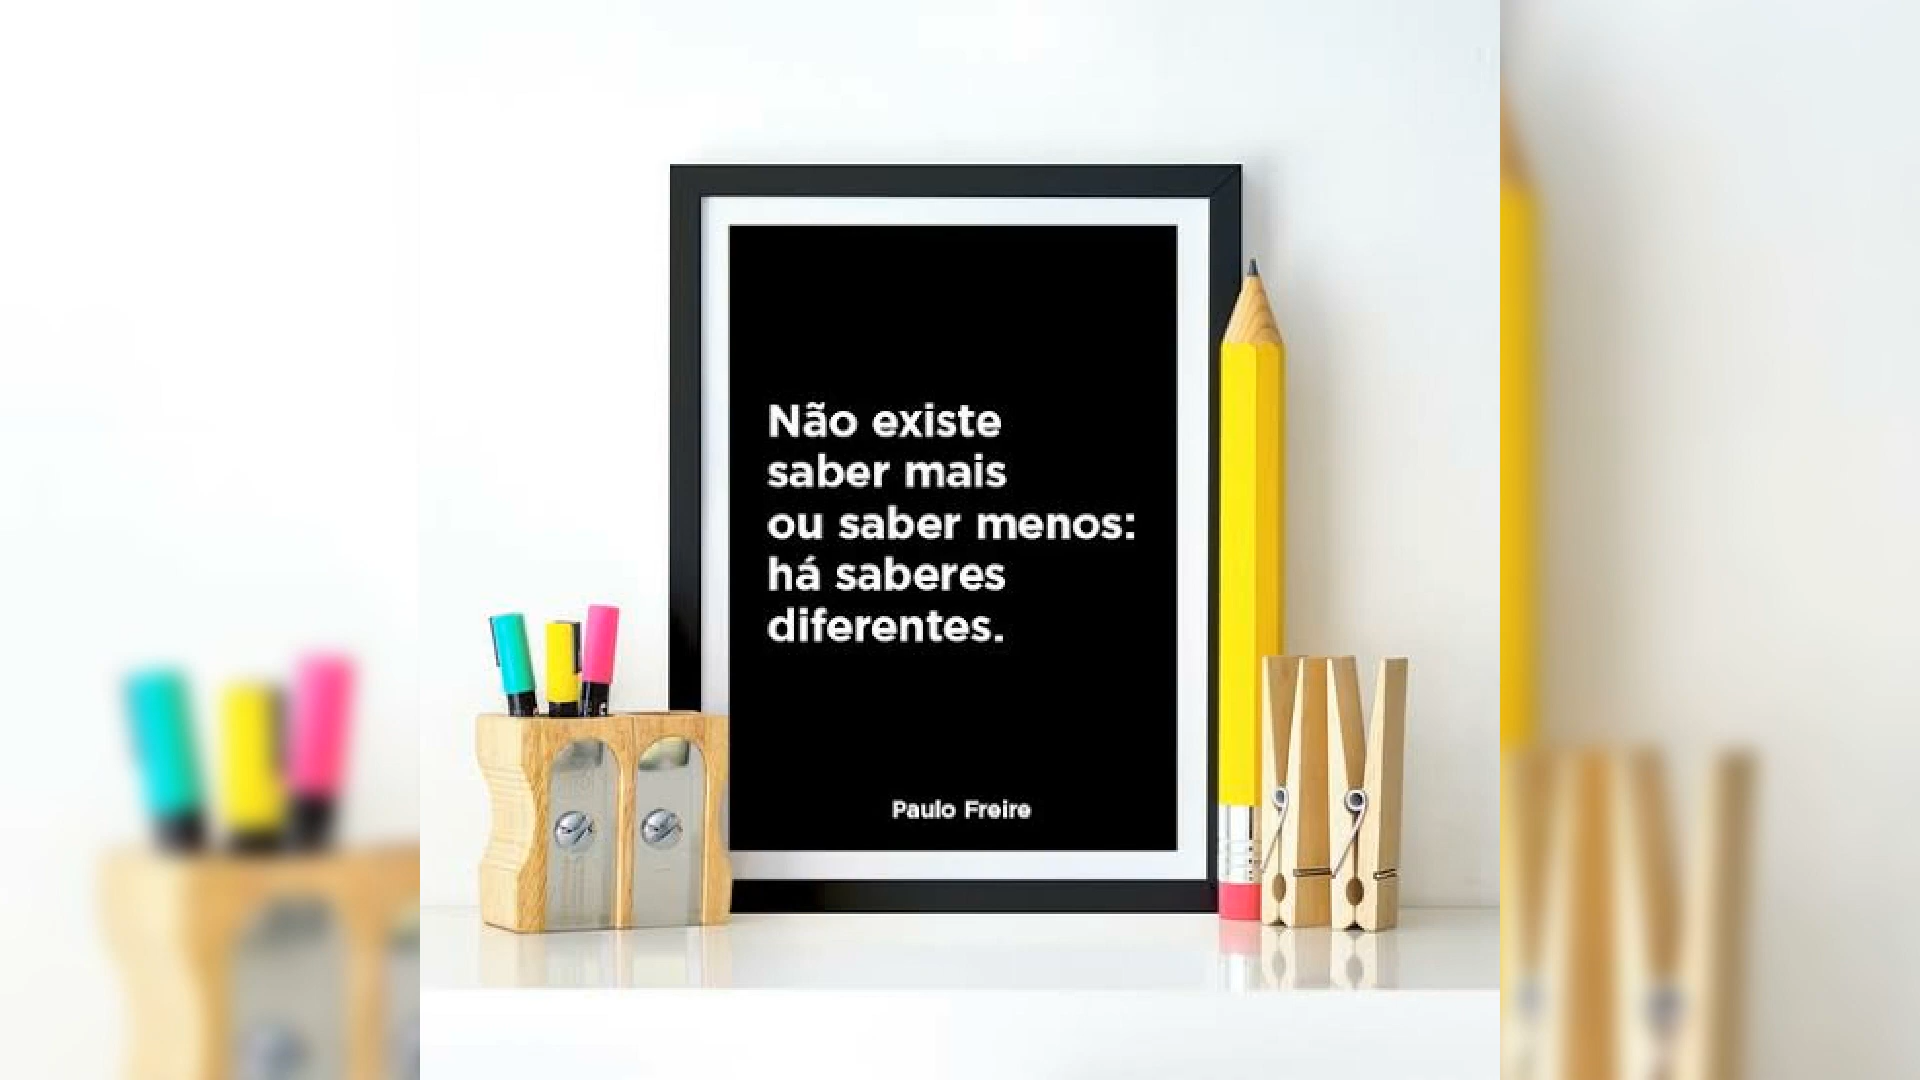 Não existe
saber mais
ou saber menos:
há saberes
diferentes.
Paulo Freire